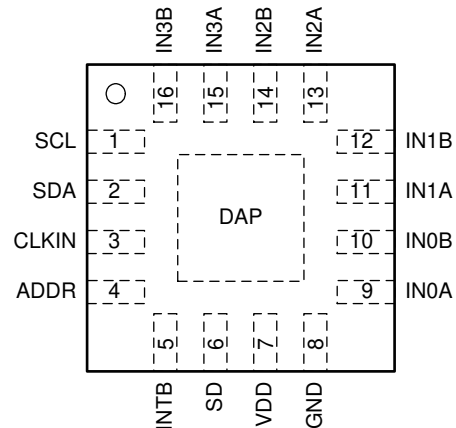 IN3B IN3A IN2B IN2A
16 15 14 13
SCL 1
SDA 2
CLKIN 3
ADDR 4
DAP
12 IN1B
11 IN1A
10 IN0B
9 IN0A
5 6 7 8
INTB SD VDD GND